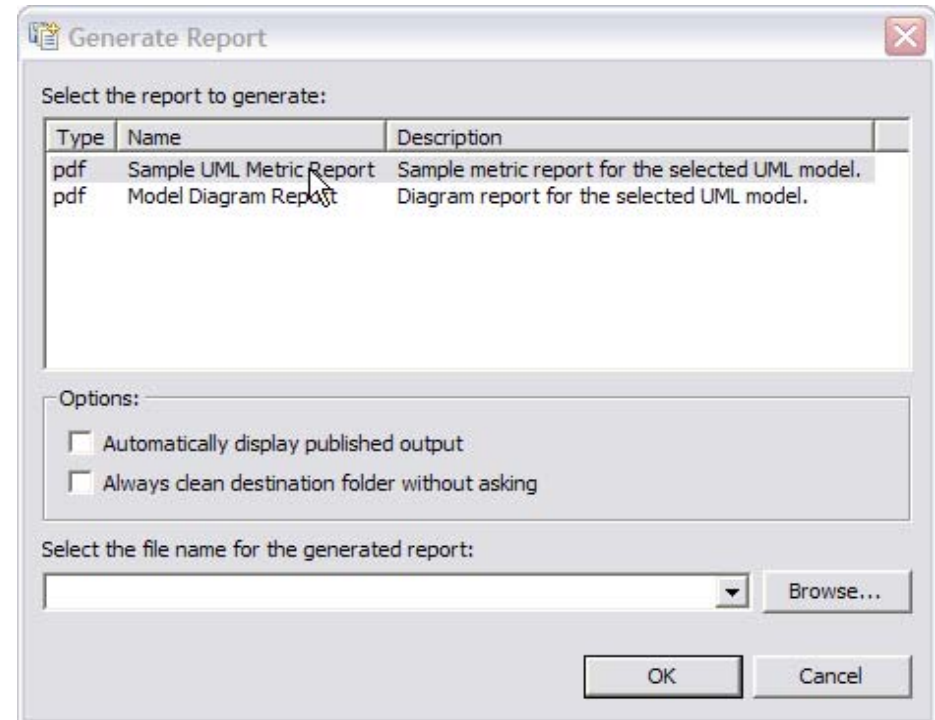 Generate Report
Select the report to generate:
Type Name Description
pdf Sample UML Metric Report Sample metric report for the selected UML model.
pdf Model Diagram Report Diagram report for the selected UML model.
Options:
Automatically display published output
Always clean destination folder without asking
Select the file name for the generated report:
Browse...
OK Cancel